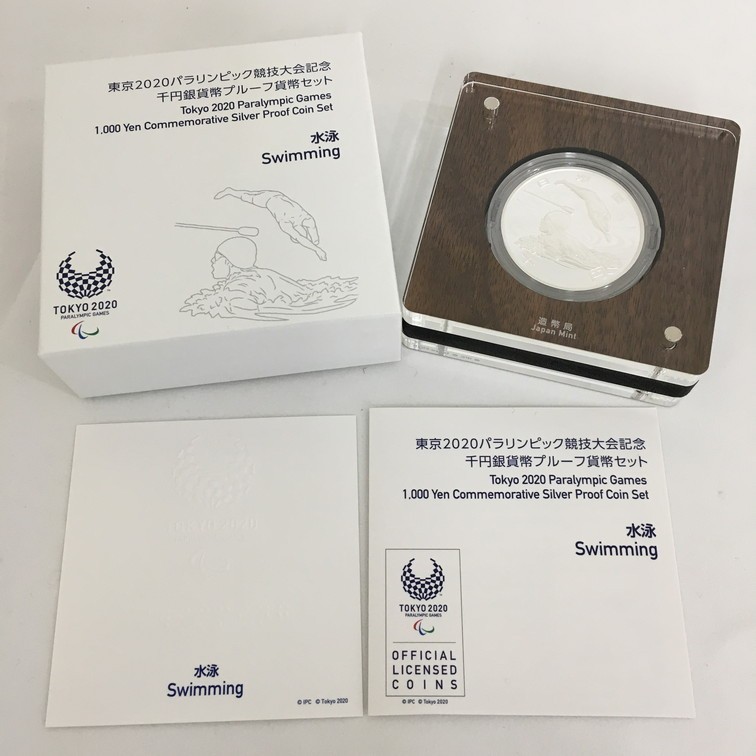 東京2020パラリンピック競技大会記念
千円銀貨幣プルーフ貨幣セット
Tokyo 2020 Paralympic Games
1,000 Yen Commemorative Silver Proof Coin Set
水泳
Swimming
TOKYO 2020
PARALYMPIC GAMES
造幣局
Japan Mint
水泳
Swimming
© IPC © Tokyo 2020
東京2020パラリンピック競技大会記念
千円銀貨幣プルーフ貨幣セット
Tokyo 2020 Paralympic Games
1,000 Yen Commemorative Silver Proof Coin Set
水泳
Swimming
TOKYO 2020
PARALYMPIC GAMES
OFFICIAL
LICENSED
COINS
© IPC © Tokyo 2020